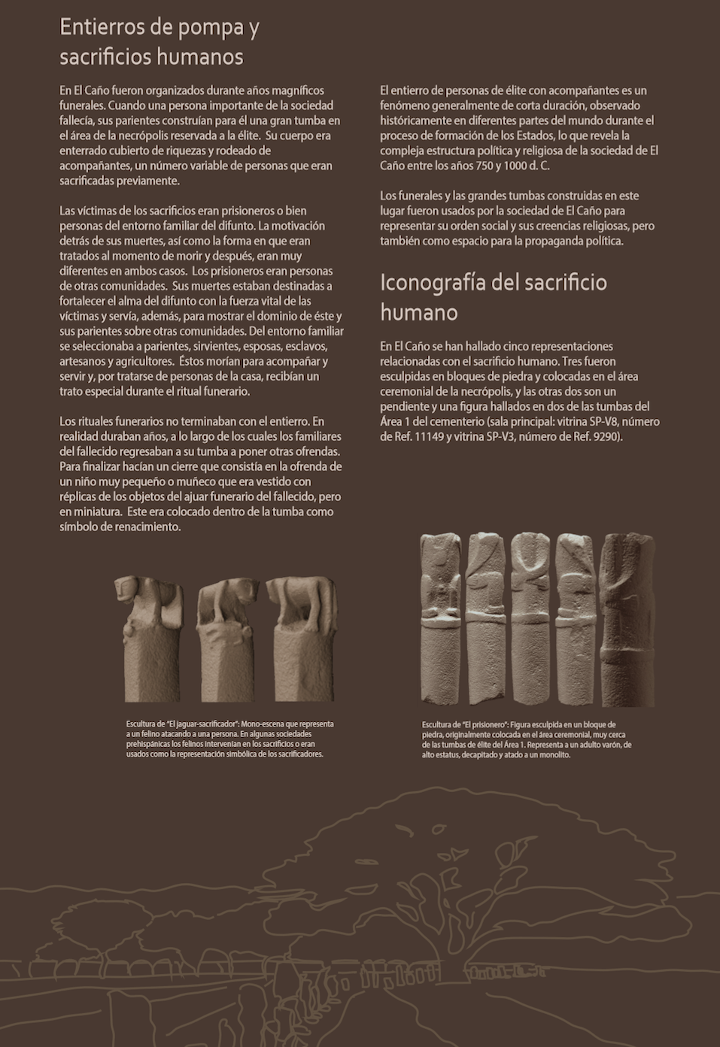 Entierros de pompa y
sacrificios humanos
En El Caño fueron organizados durante años magníficos
funerales. Cuando una persona importante de la sociedad
fallecía, sus parientes construían para él una gran tumba en
el área de la necrópolis reservada a la élite. Su cuerpo era
enterrado cubierto de riquezas y rodeado de
acompañantes, un número variable de personas que eran
sacrificadas previamente.
Las víctimas de los sacrificios eran prisioneros o bien
personas del entorno familiar del difunto. La motivación
detrás de sus muertes, así como la forma en que eran
tratados al momento de morir y después, eran muy
diferentes en ambos casos. Los prisioneros eran personas
de otras comunidades. Sus muertes estaban destinadas a
fortalecer el alma del difunto con la fuerza vital de las
víctimas y servía, además, para mostrar el dominio de éste y
sus parientes sobre otras comunidades. Del entorno familiar
se seleccionaba a parientes, sirvientes, esposas, esclavos,
artesanos y agricultores. Éstos morían para acompañar y
servir y, por tratarse de personas de la casa, recibían un
trato especial durante el ritual funerario.
Los rituales funerarios no terminaban con el entierro. En
realidad duraban años, a lo largo de los cuales los familiares
del fallecido regresaban a su tumba a poner otras ofrendas.
Para finalizar hacían un cierre que consistía en la ofrenda de
un niño muy pequeño o muñeco que era vestido con
réplicas de los objetos del ajuar funerario del fallecido, pero
en miniatura. Este era colocado dentro de la tumba como
símbolo de renacimiento.
El entierro de personas de élite con acompañantes es un
fenómeno generalmente de corta duración, observado
históricamente en diferentes partes del mundo durante el
proceso de formación de los Estados, lo que revela la
compleja estructura política y religiosa de la sociedad de El
Caño entre los años 750 y 1000 d. C.
Los funerales y las grandes tumbas construidas en este
lugar fueron usados por la sociedad de El Caño para
representar su orden social y sus creencias religiosas, pero
también como espacio para la propaganda política.
Iconografía del sacrificio
humano
En El Caño se han hallado cinco representaciones
relacionadas con el sacrificio humano. Tres fueron
esculpidas en bloques de piedra y colocadas en el área
ceremonial de la necrópolis, y las otras dos son un
pendiente y una figura hallados en dos de las tumbas del
Área 1 del cementerio (sala principal: vitrina SP-V8, número
de Ref. 11149 y vitrina SP-V3, número de Ref. 9290).
Escultura de “El jaguar-sacrificador”: Mono-escena que representa
a un felino atacando a una persona. En algunas sociedades
prehispánicas los felinos intervenían en los sacrificios o eran
usados como la representación simbólica de los sacrificadores.
Escultura de “El prisionero”: Figura esculpida en un bloque de
piedra, originalmente colocada en el área ceremonial, muy cerca
de las tumbas de élite del Área 1. Representa a un adulto varón, de
alto estatus, decapitado y atado a un monolito.